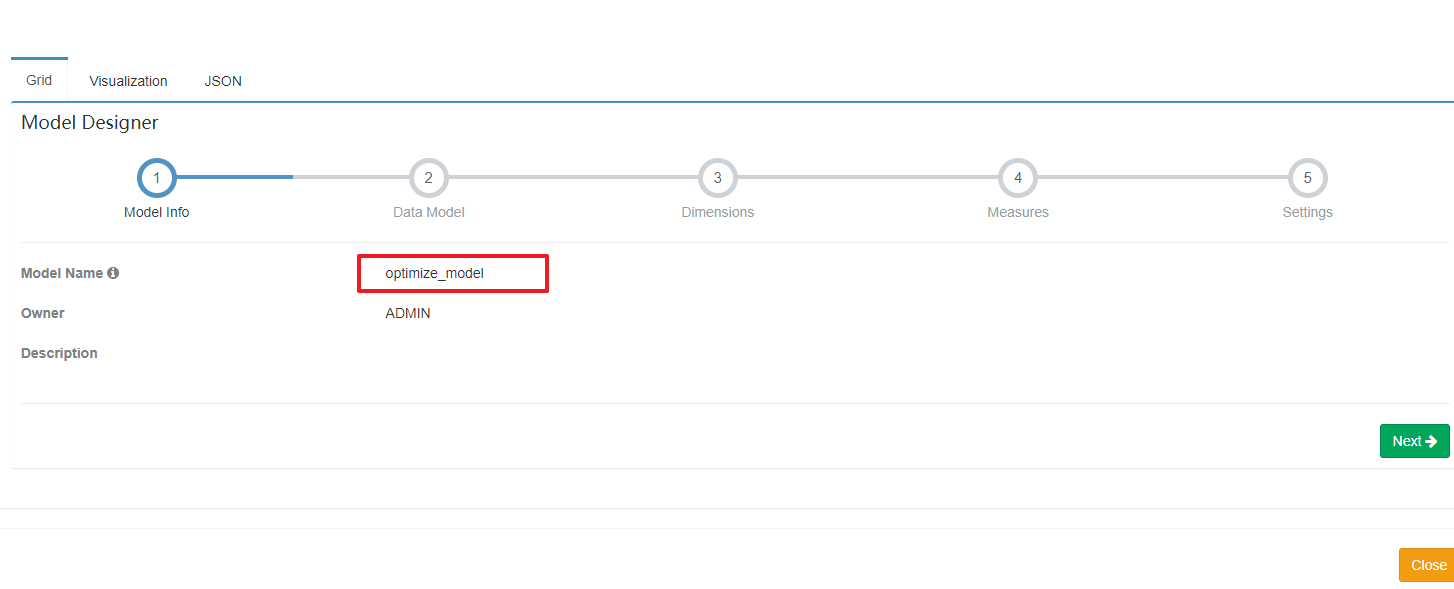 Grid Visualization JSON
Model Designer
1 2 3 4 5
Model Info Data Model Dimensions Measures Settings
Model Name optimize_model
Owner ADMIN
Description
Next
Close